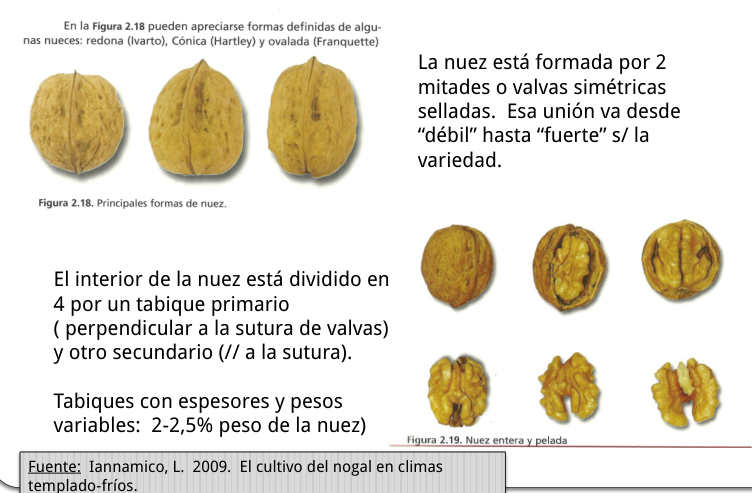 En la Figura 2.18 pueden apreciarse formas definidas de algu-
nas nueces: redona (Ivarto), Cónica (Hartley) y ovalada (Franquette)
Figura 2.18. Principales formas de nuez.
La nuez está formada por 2
mitades o valvas simétricas
selladas. Esa unión va desde
“débil” hasta “fuerte” s/ la
variedad.
El interior de la nuez está dividido en
4 por un tabique primario
( perpendicular a la sutura de valvas)
y otro secundario (// a la sutura).
Tabiques con espesores y pesos
variables: 2-2,5% peso de la nuez)
Figura 2.19. Nuez entera y pelada
Fuente: Iannamico, L. 2009. El cultivo del nogal en climas
templado-fríos.